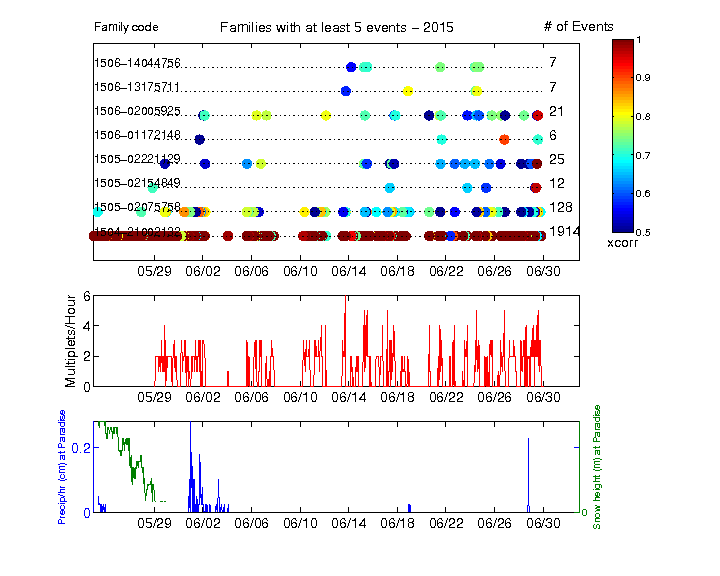 Family code Families with at least 5 events − 2015 # of Events
1506−14044756 7
1506−13175711 7
1506−02005925 21
1506−01172148 6
1505−02221129 25
1505−02154849 12
1505−02075758 128
1914
05/29 06/02 06/06 06/10 06/14 06/18 06/22 06/26 06/30
1
0.9
0.8
0.7
0.6
0.5
xcorr
Multiplets/Hour
6
4
2
0
05/29 06/02 06/06 06/10 06/14 06/18 06/22 06/26 06/30
Precip/hr (cm) at Paradise
0.2
0
0
Snow height (m) at Paradise
05/29 06/02 06/06 06/10 06/14 06/18 06/22 06/26 06/30